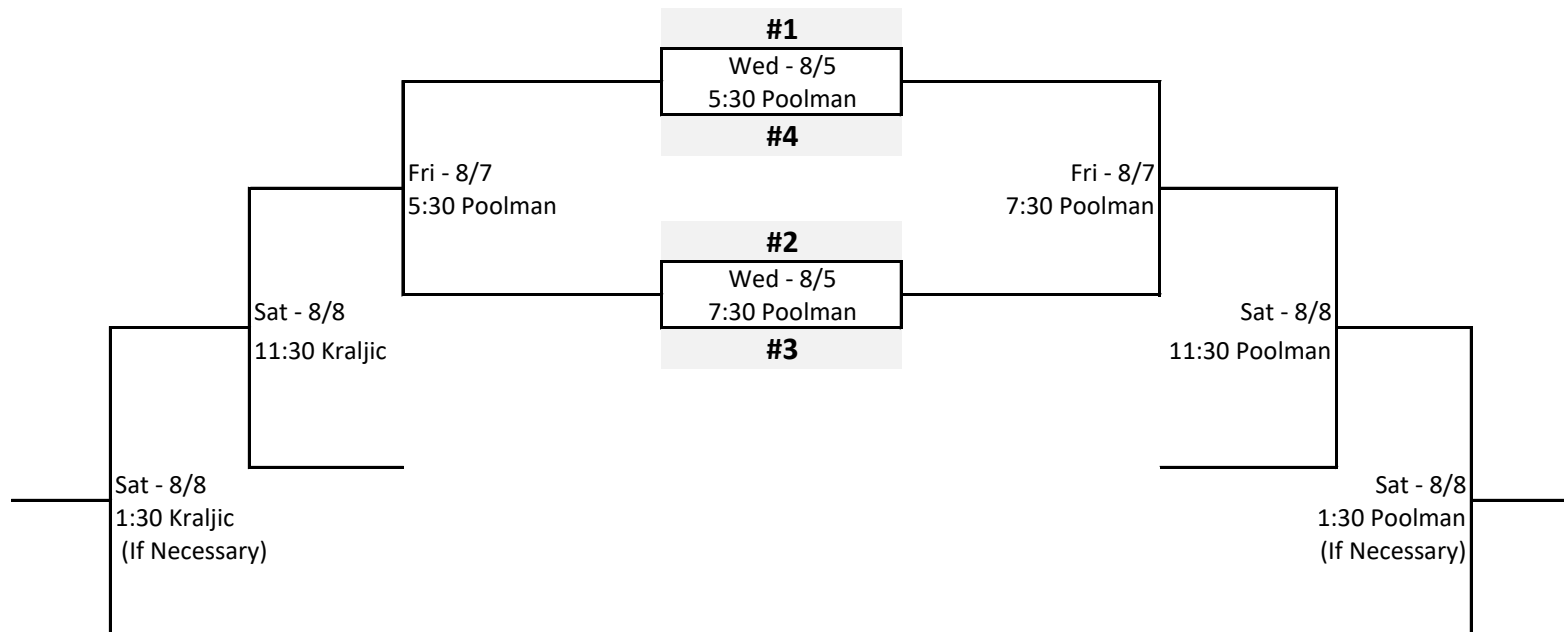 #1
Wed - 8/5
5:30 Poolman
#4
Fri - 8/7
5:30 Poolman
Fri - 8/7
7:30 Poolman
#2
Wed - 8/5
7:30 Poolman
#3
Sat - 8/8
11:30 Kraljic
Sat - 8/8
11:30 Poolman
Sat - 8/8
1:30 Kraljic
(If Necessary)
Sat - 8/8
1:30 Poolman
(If Necessary)